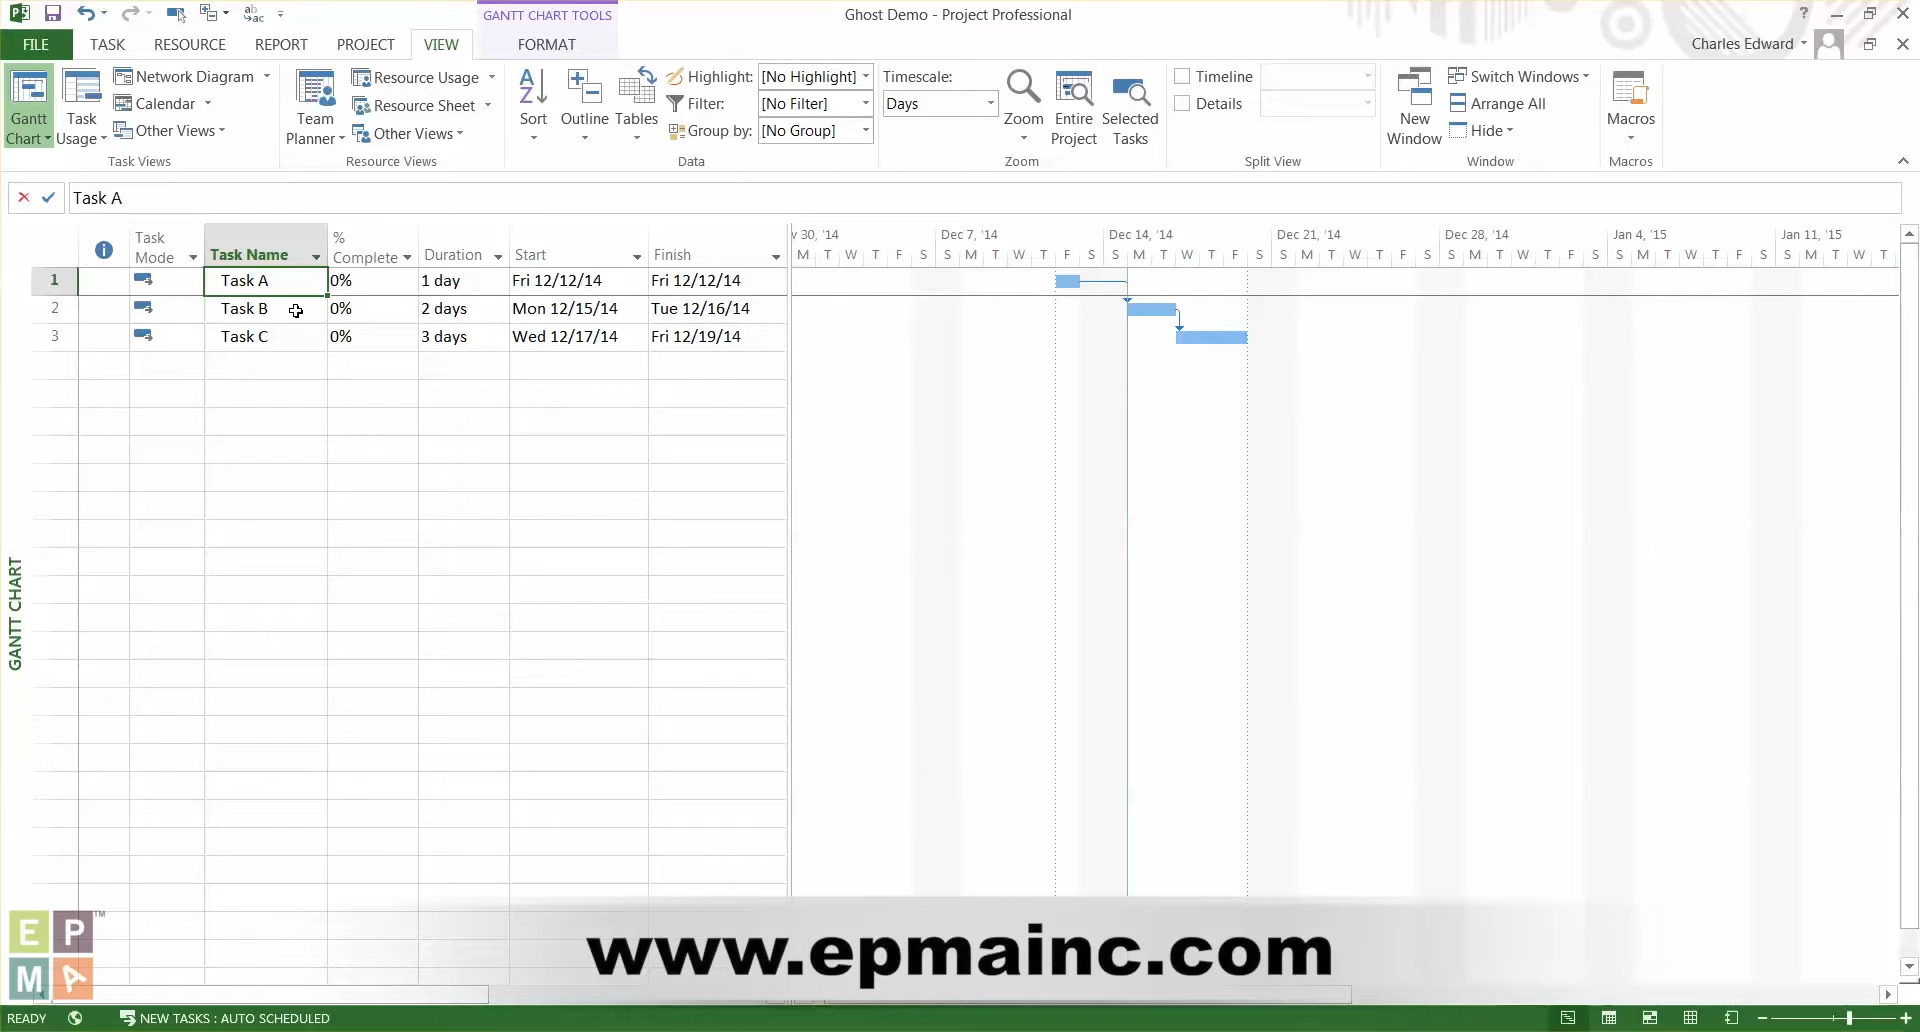 ab
ac
GANTT CHART TOOLS
Ghost Demo - Project Professional
?
FILE TASK RESOURCE REPORT PROJECT VIEW FORMAT
Charles Edward
Gantt Chart
Task Usage
Network Diagram
Calendar
Other Views
Task Views
Team Planner
Resource Usage
Resource Sheet
Other Views
Resource Views
A
Z
Sort
Outline
Tables
Highlight: [No Highlight]
Filter: [No Filter]
Group by: [No Group]
Data
Timescale:
Days
Zoom
Entire Project
Selected Tasks
Zoom
Timeline
Details
Split View
New Window
Switch Windows
Arrange All
Hide
Window
Macros
Macros
Task A
Task Mode Task Name % Complete Duration Start Finish
1 Task A 0% 1 day Fri 12/12/14 Fri 12/12/14
2 Task B 0% 2 days Mon 12/15/14 Tue 12/16/14
3 Task C 0% 3 days Wed 12/17/14 Fri 12/19/14
30, '14 Dec 7, '14 Dec 14, '14 Dec 21, '14 Dec 28, '14 Jan 4, '15 Jan 11, '15
M T W T F S S M T W T F S S M T W T F S S M T W T F S S M T W T F S S M T W T F S S M T W T
GANTT CHART
E P ™
M A
www.epmainc.com
READY
NEW TASKS : AUTO SCHEDULED